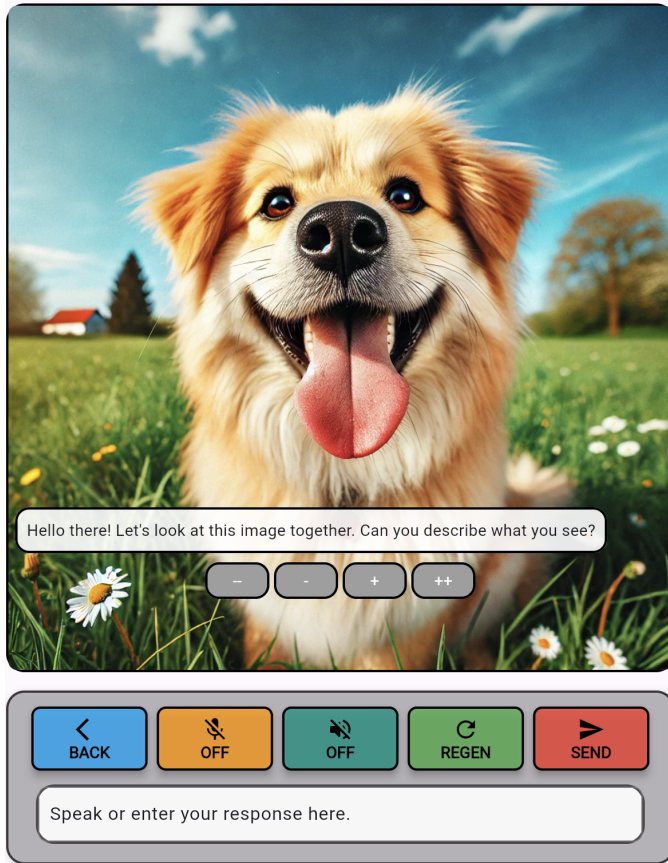 Hello there! Let's look at this image together. Can you describe what you see?
-- - + ++
BACK OFF OFF REGEN SEND
Speak or enter your response here.